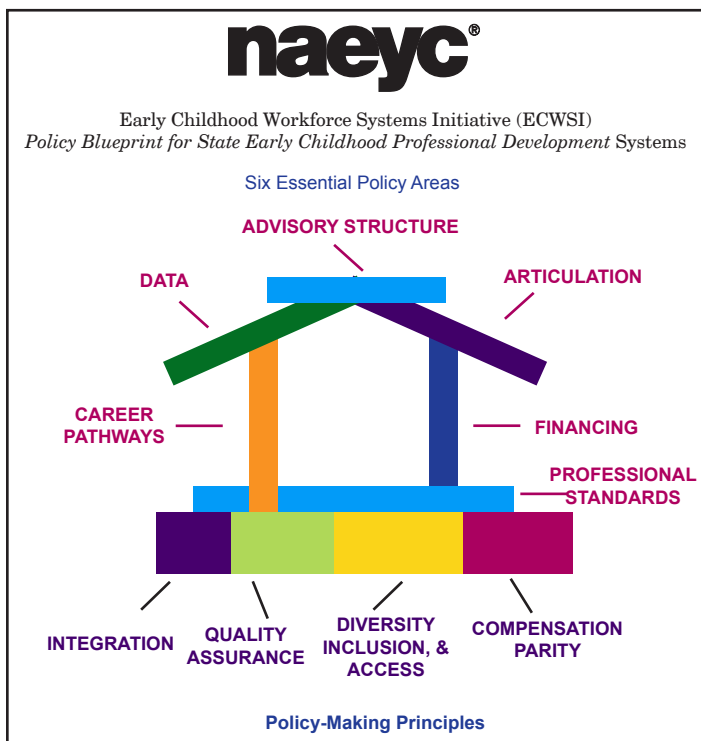 naeyc®
Early Childhood Workforce Systems Initiative (ECWSI)
Policy Blueprint for State Early Childhood Professional Development Systems
Six Essential Policy Areas
ADVISORY STRUCTURE
DATA
ARTICULATION
CAREER
PATHWAYS
FINANCING
PROFESSIONAL
STANDARDS
INTEGRATION
QUALITY
ASSURANCE
DIVERSITY
INCLUSION, &
ACCESS
COMPENSATION
PARITY
Policy-Making Principles